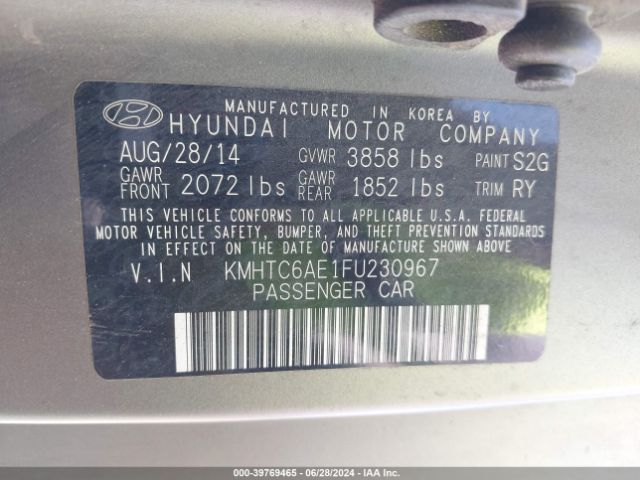 MANUFACTURED IN KOREA BY
HYUNDAI MOTOR COMPANY
AUG/28/14 GVWR 3858 lbs PAINT S2G
GAWR FRONT 2072 lbs GAWR REAR 1852 lbs TRIM RY
THIS VEHICLE CONFORMS TO ALL APPLICABLE U.S.A. FEDERAL
MOTOR VEHICLE SAFETY, BUMPER, AND THEFT PREVENTION STANDARDS
IN EFFECT ON THE DATE OF MANUFACTURE SHOWN ABOVE.
V.I.N KMHTC6AE1FU230967
PASSENGER CAR
000-39769465 - 06/28/2024 - IAA Inc.